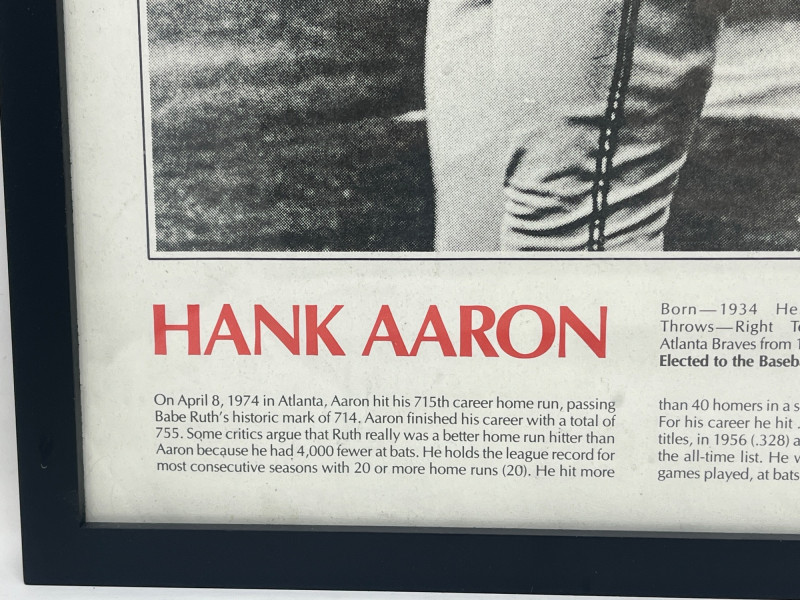 HANK AARON
Born—1934 He
Throws—Right
Atlanta Braves from
Elected to the
On April 8, 1974 in Atlanta, Aaron hit his 715th career home run, passing
Babe Ruth's historic mark of 714. Aaron finished his career with a total of
755. Some critics argue that Ruth really was a better home run hitter than
Aaron because he had 4,000 fewer at bats. He holds the league record for
most consecutive seasons with 20 or more home runs (20). He hit more
than 40 homers in a
For his career he hit .
titles, in 1956 (.328)
the all-time list. He
games played, at bats